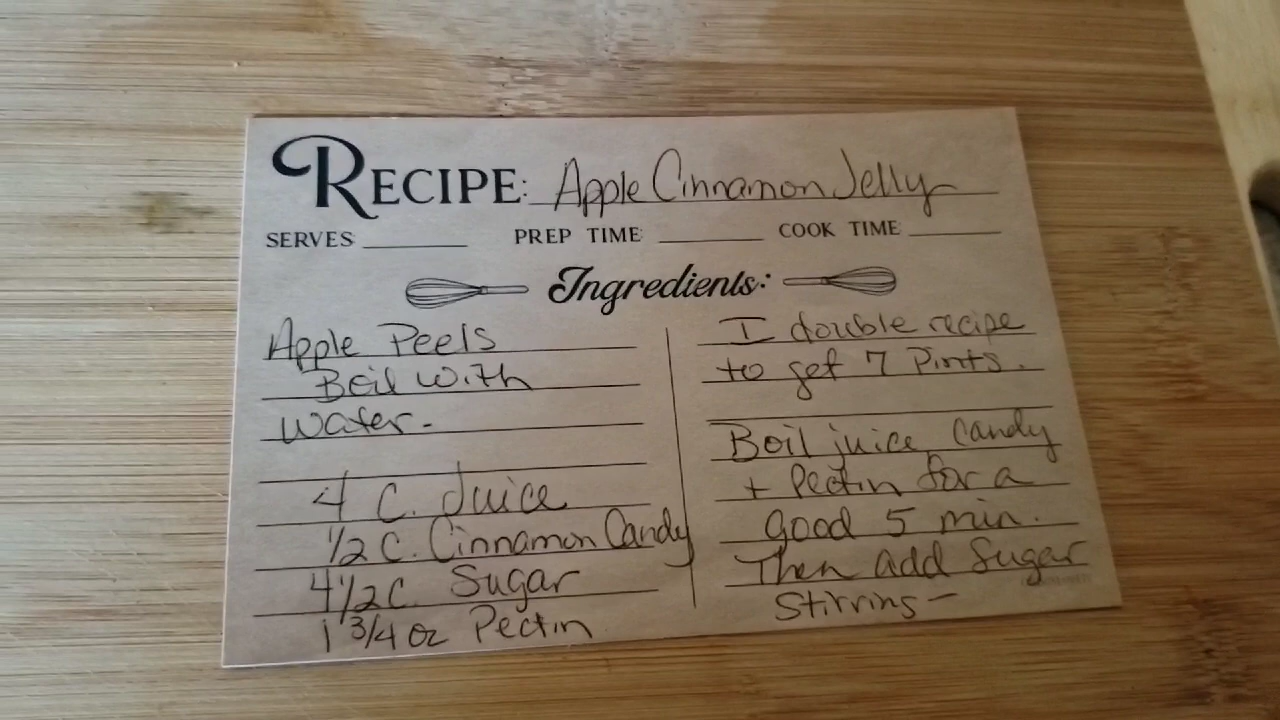 RECIPE: Apple Cinnamon Jelly
SERVES PREP TIME COOK TIME
Ingredients:
Apple Peels
Boil with
Water.
4 C. Juice
1/2 C. Cinnamon Candy
4 1/2 C. Sugar
1 3/4 oz Pectin
I double recipe
to get 7 Pints.
Boil juice Candy
+ Pectin for a
good 5 min.
Then add Sugar
Stirring -